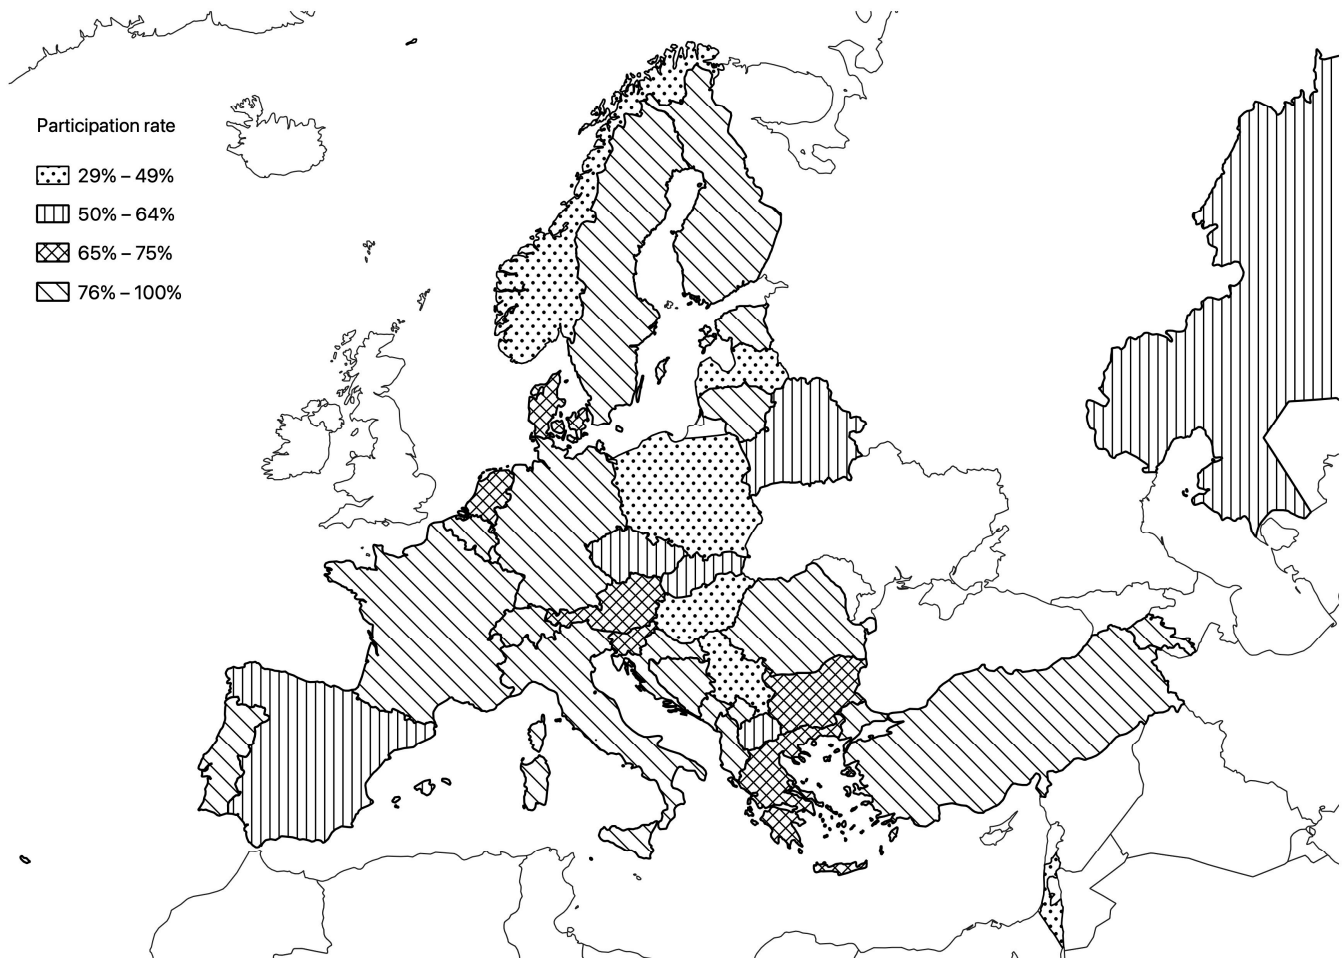 Participation rate
29% – 49%
50% – 64%
65% – 75%
76% – 100%